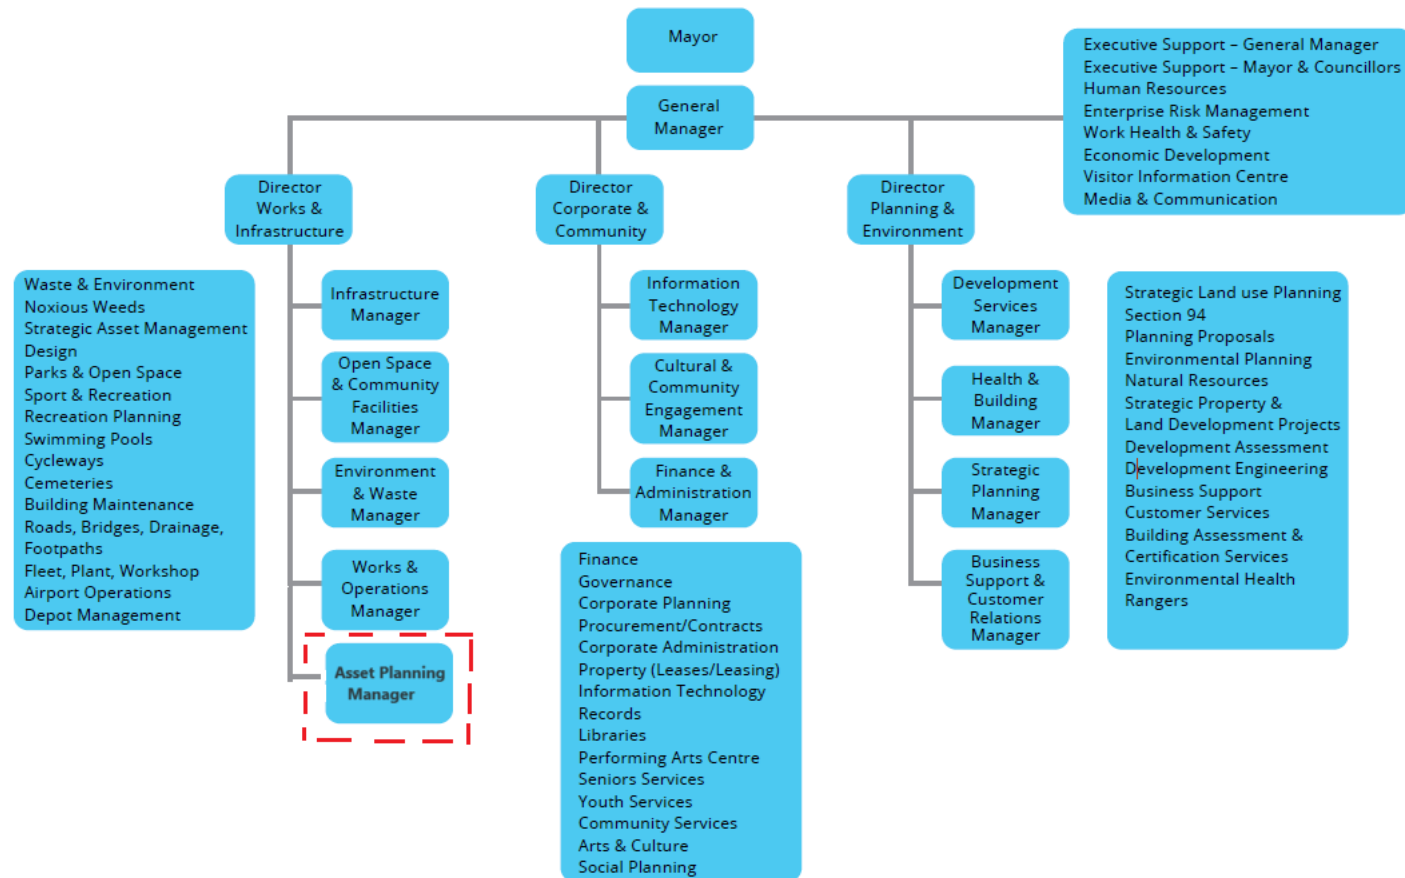 Mayor
General
Manager
Executive Support – General Manager
Executive Support – Mayor & Councillors
Human Resources
Enterprise Risk Management
Work Health & Safety
Economic Development
Visitor Information Centre
Media & Communication
Director
Works &
Infrastructure
Director
Corporate &
Community
Director
Planning &
Environment
Waste & Environment
Noxious Weeds
Strategic Asset Management
Design
Parks & Open Space
Sport & Recreation
Recreation Planning
Swimming Pools
Cycleways
Cemeteries
Building Maintenance
Roads, Bridges, Drainage,
Footpaths
Fleet, Plant, Workshop
Airport Operations
Depot Management
Infrastructure
Manager
Open Space
& Community
Facilities
Manager
Environment
& Waste
Manager
Works &
Operations
Manager
Asset Planning
Manager
Information
Technology
Manager
Cultural &
Community
Engagement
Manager
Finance &
Administration
Manager
Finance
Governance
Corporate Planning
Procurement/Contracts
Corporate Administration
Property (Leases/Leasing)
Information Technology
Records
Libraries
Performing Arts Centre
Seniors Services
Youth Services
Community Services
Arts & Culture
Social Planning
Development
Services
Manager
Health &
Building
Manager
Strategic
Planning
Manager
Business
Support &
Customer
Relations
Manager
Strategic Land use Planning
Section 94
Planning Proposals
Environmental Planning
Natural Resources
Strategic Property &
Land Development Projects
Development Assessment
Development Engineering
Business Support
Customer Services
Building Assessment &
Certification Services
Environmental Health
Rangers